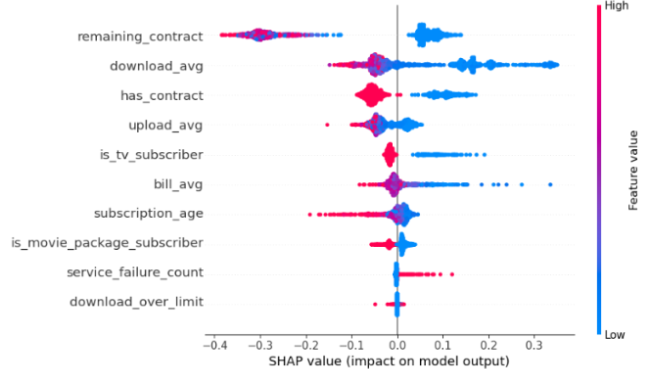 High
remaining_contract
download_avg
has_contract
upload_avg
is_tv_subscriber
bill_avg
subscription_age
is_movie_package_subscriber
service_failure_count
download_over_limit
Feature value
Low
−0.4 −0.3 −0.2 −0.1 0.0 0.1 0.2 0.3
SHAP value (impact on model output)